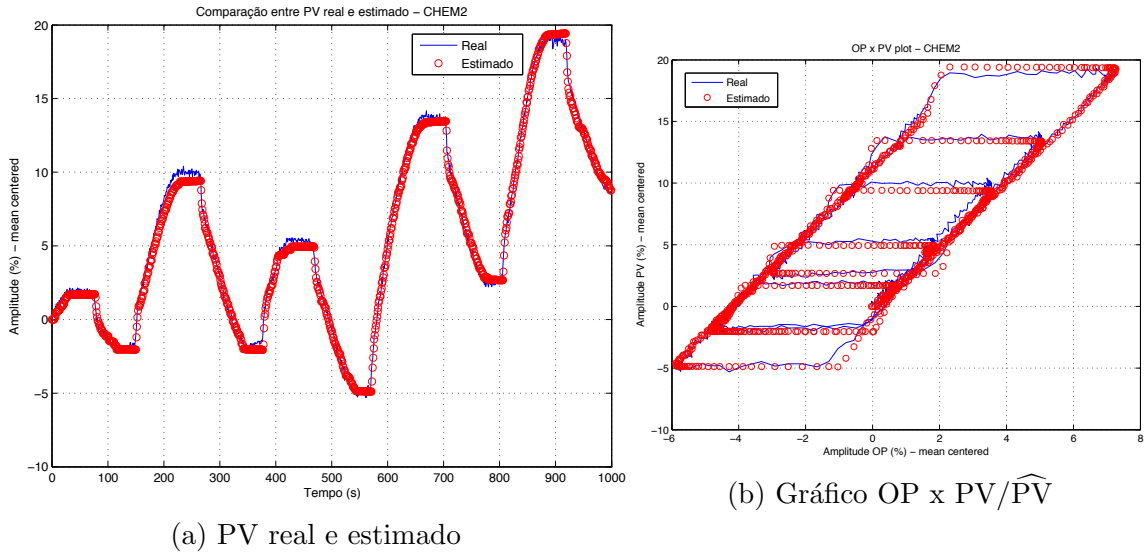 Comparação entre PV real e estimado – CHEM2
20
15
10
5
0
−5
−10
0
100
200
300
400
500
600
700
800
900
1000
Amplitude (%) – mean centered
Tempo (s)
Real
Estimado
(a) PV real e estimado
OP x PV plot – CHEM2
20
15
10
5
0
−5
−10
−6
−4
−2
0
2
4
6
8
Amplitude PV (%) – mean centered
Amplitude OP (%) – mean centered
Real
Estimado
(b) Gráfico OP x PV/P̂V̂